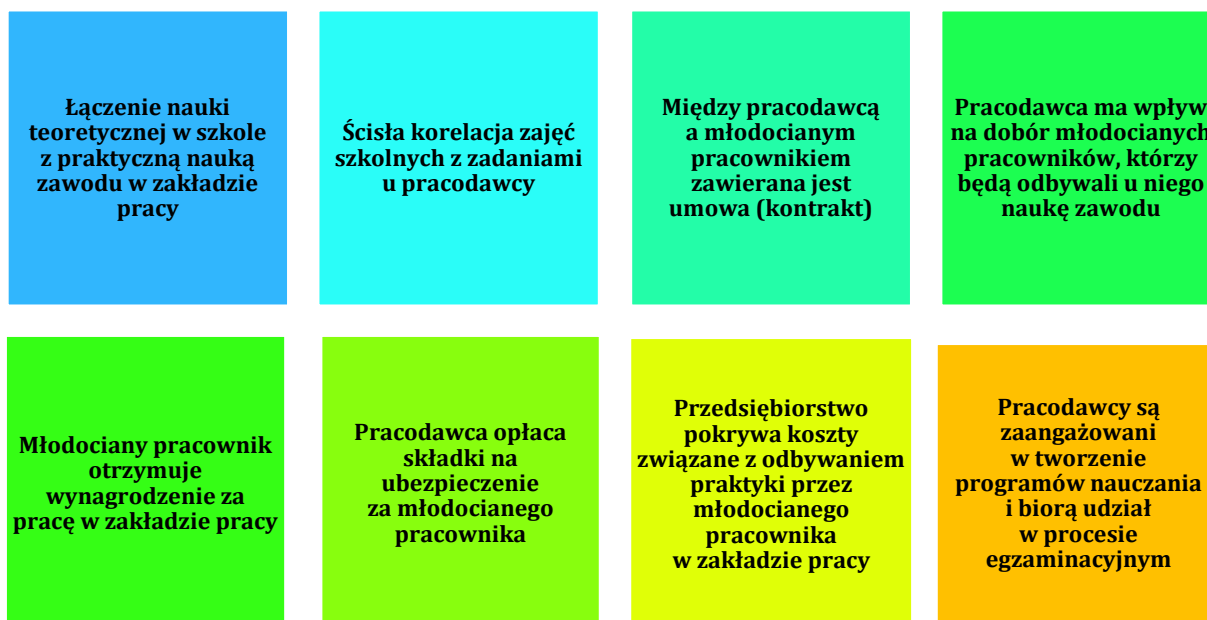 Łączenie nauki
teoretycznej w szkole
z praktyczną nauką
zawodu w zakładzie
pracy
Ścisła korelacja zajęć
szkolnych z zadaniami
u pracodawcy
Między pracodawcą
a młodocianym
pracownikiem
zawierana jest
umowa (kontrakt)
Pracodawca ma wpływ
na dobór młodocianych
pracowników, którzy
będą odbywali u niego
naukę zawodu
Młodociany pracownik
otrzymuje
wynagrodzenie za
pracę w zakładzie pracy
Pracodawca opłaca
składki na
ubezpieczenie
za młodocianego
pracownika
Przedsiębiorstwo
pokrywa koszty
związane z odbywaniem
praktyki przez
młodocianego
pracownika
w zakładzie pracy
Pracodawcy są
zaangażowani
w tworzenie
programów nauczania
i biorą udział
w procesie
egzaminacyjnym